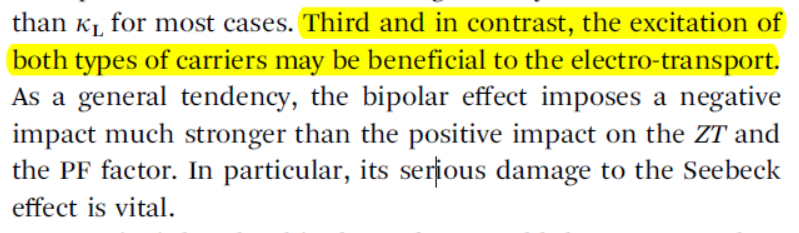 than κL for most cases. Third and in contrast, the excitation of
both types of carriers may be beneficial to the electro-transport.
As a general tendency, the bipolar effect imposes a negative
impact much stronger than the positive impact on the ZT and
the PF factor. In particular, its serious damage to the Seebeck
effect is vital.